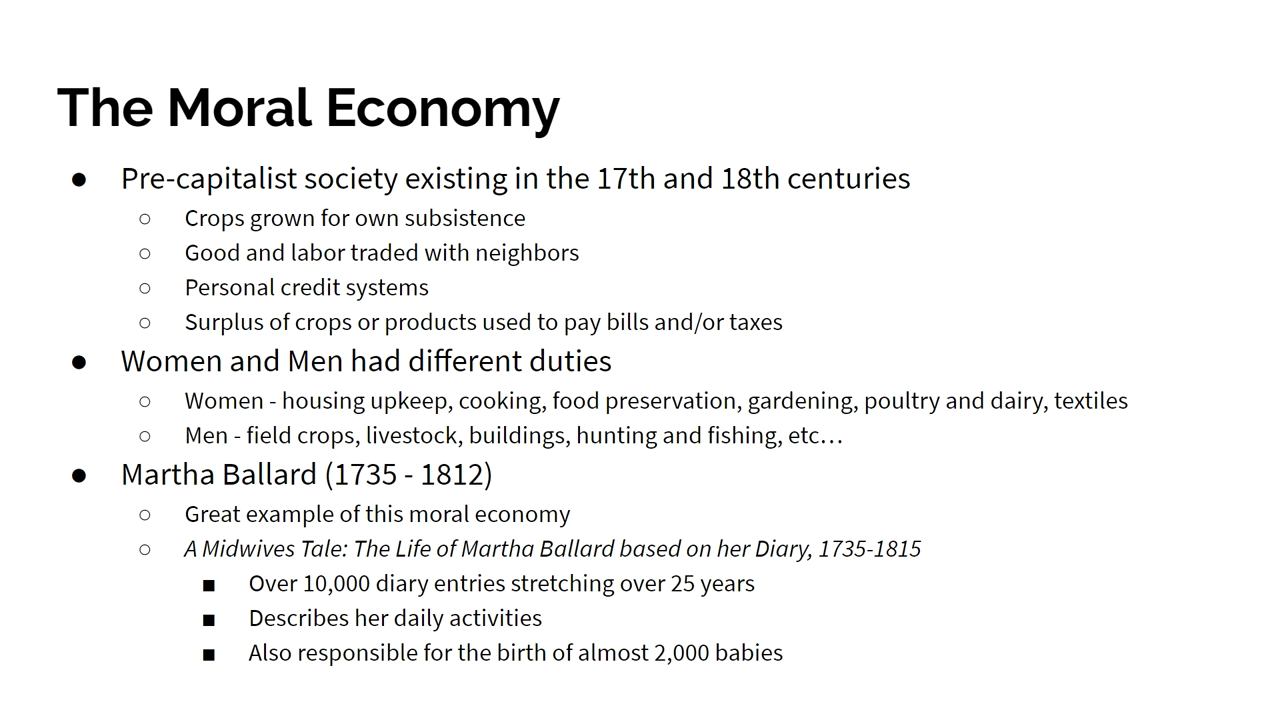 The Moral Economy
● Pre-capitalist society existing in the 17th and 18th centuries
○ Crops grown for own subsistence
○ Good and labor traded with neighbors
○ Personal credit systems
○ Surplus of crops or products used to pay bills and/or taxes
● Women and Men had different duties
○ Women - housing upkeep, cooking, food preservation, gardening, poultry and dairy, textiles
○ Men - field crops, livestock, buildings, hunting and fishing, etc…
● Martha Ballard (1735 - 1812)
○ Great example of this moral economy
○ A Midwives Tale: The Life of Martha Ballard based on her Diary, 1735-1815
■ Over 10,000 diary entries stretching over 25 years
■ Describes her daily activities
■ Also responsible for the birth of almost 2,000 babies